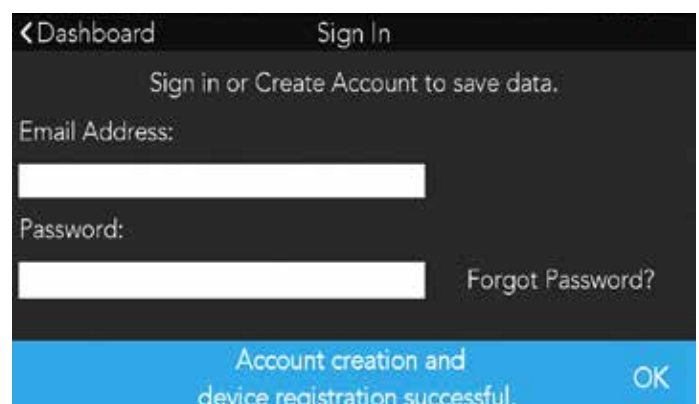 Dashboard
Sign In
Sign in or Create Account to save data.
Email Address:
Password:
Forgot Password?
Account creation and
device registration successful.
OK